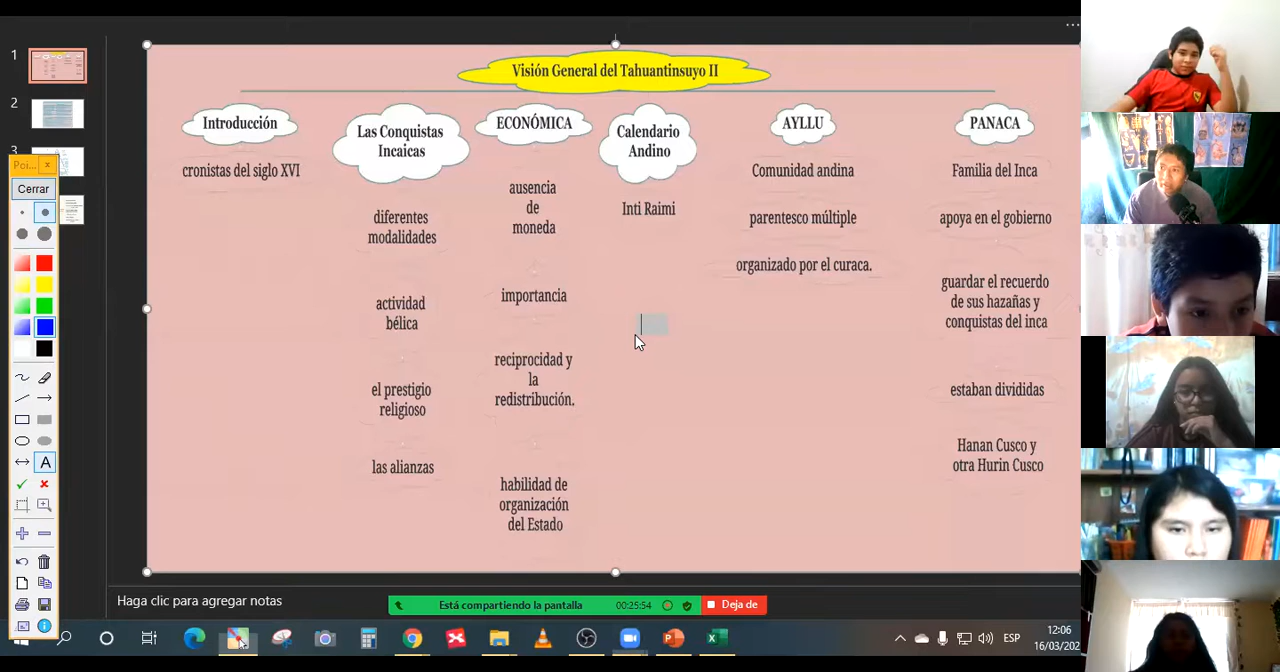 1
2
3
Poi...
Cerrar
A
Visión General del Tahuantinsuyo II
Introducción
cronistas del siglo XVI
Las Conquistas
Incaicas
diferentes
modalidades
actividad
bélica
el prestigio
religioso
las alianzas
ECONÓMICA
ausencia
de
moneda
importancia
reciprocidad y
la
redistribución.
habilidad de
organización
del Estado
Calendario
Andino
Inti Raimi
AYLLU
Comunidad andina
parentesco múltiple
organizado por el curaca.
PANACA
Familia del Inca
apoya en el gobierno
guardar el recuerdo
de sus hazañas y
conquistas del inca
estaban divididas
Hanan Cusco y
otra Hurin Cusco
Haga clic para agregar notas
Está compartiendo la pantalla
00:25:54
Deja de
ESP
12:06
16/03/202